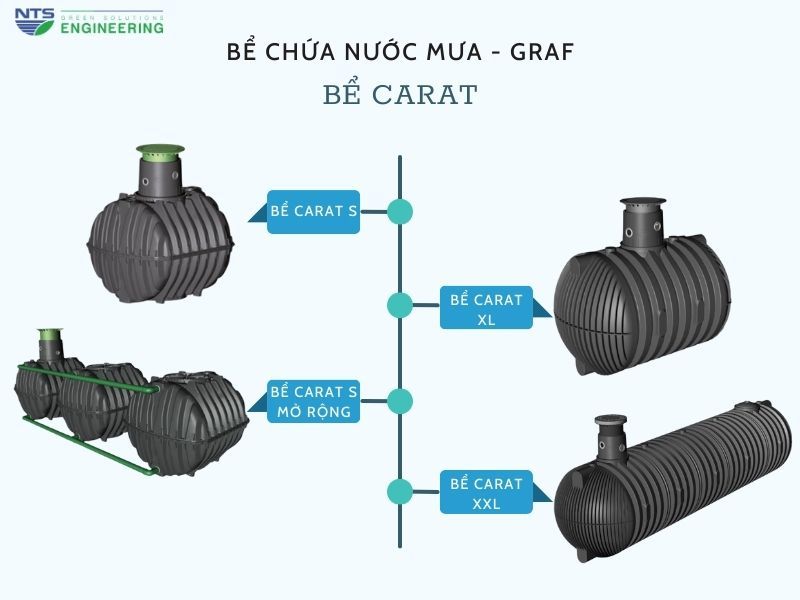 NTS
GREEN SOLUTIONS
ENGINEERING
BỂ CHỨA NƯỚC MƯA - GRAF
BỂ CARAT
BỂ CARAT S
BỂ CARAT
XL
BỂ CARAT S
MỞ RỘNG
BỂ CARAT
XXL